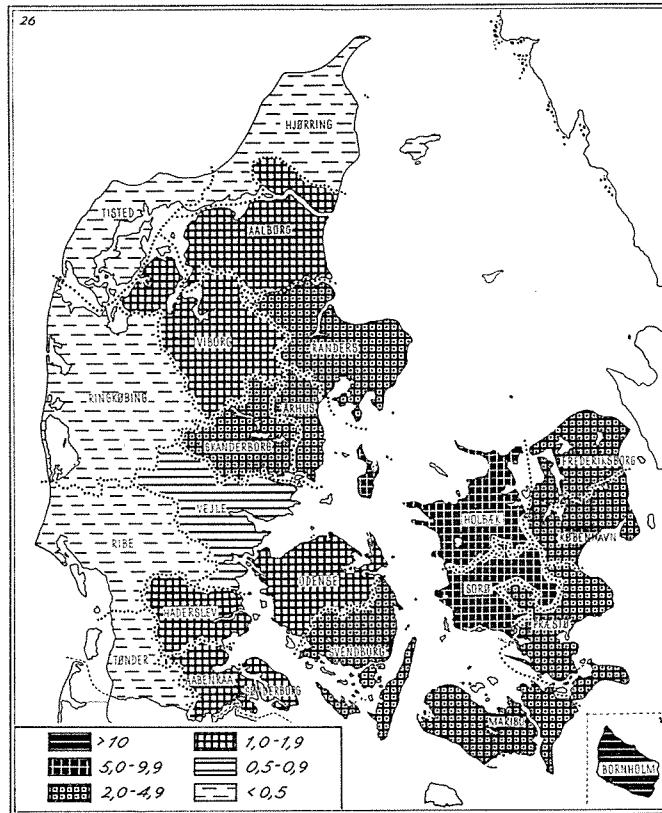 26
HJØRRING
TISTED
AALBORG
VIBORG
RANDERS
RINGKØBING
ÅRHUS
SKANDERBORG
FREDERIKSBORG
VEJLE
HOLBÆK
KØBENHAVN
RIBE
ODENSE
SORØ
HADERSLEV
PRÆSTØ
SVENDBORG
TØNDER
AABENRAA
SØNDERBORG
MARIBO
BORNHOLM
>10 1,0-1,9
5,0-9,9 0,5-0,9
2,0-4,9 <0,5